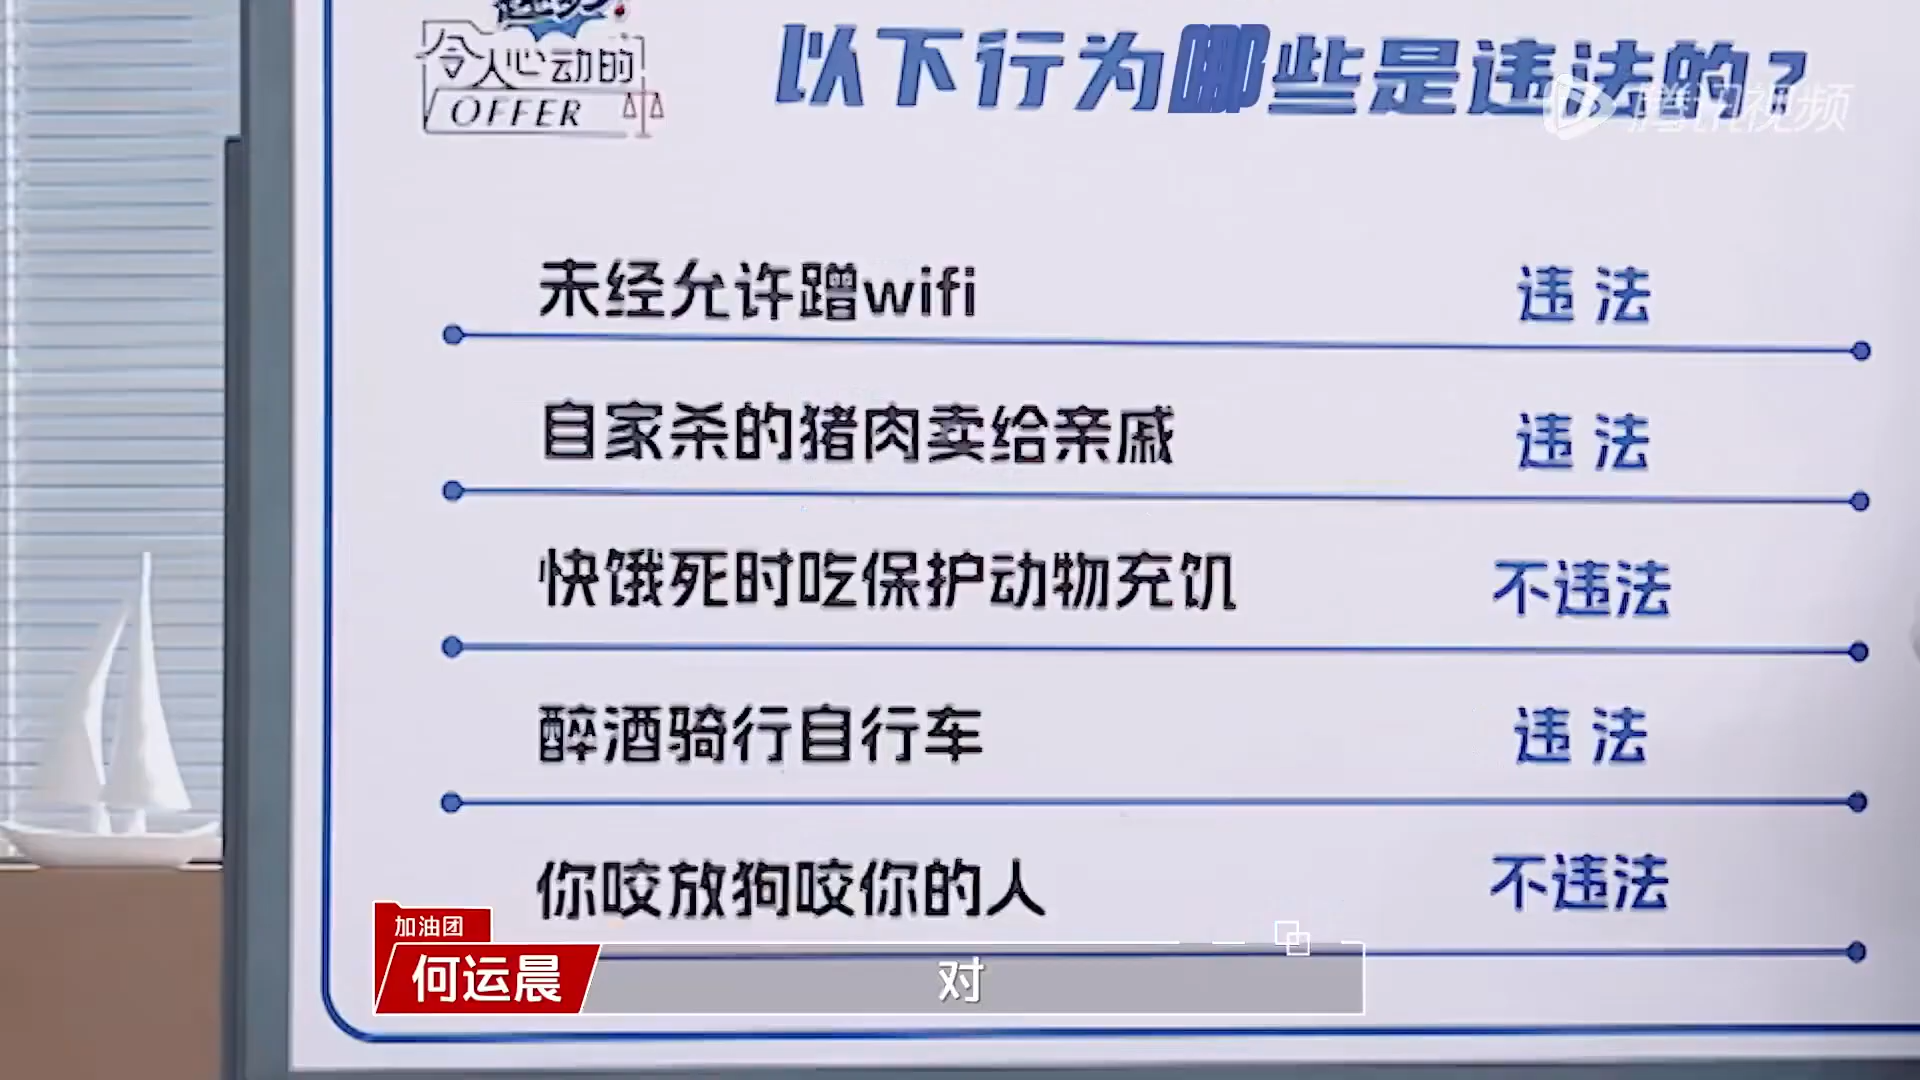 令人心动的
OFFER
以下行为哪些是违法的?
腾讯视频
未经允许蹭wifi 违法
自家杀的猪肉卖给亲戚 违法
快饿死时吃保护动物充饥 不违法
醉酒骑行自行车 违法
你咬放狗咬你的人 不违法
加油团
何运晨 对